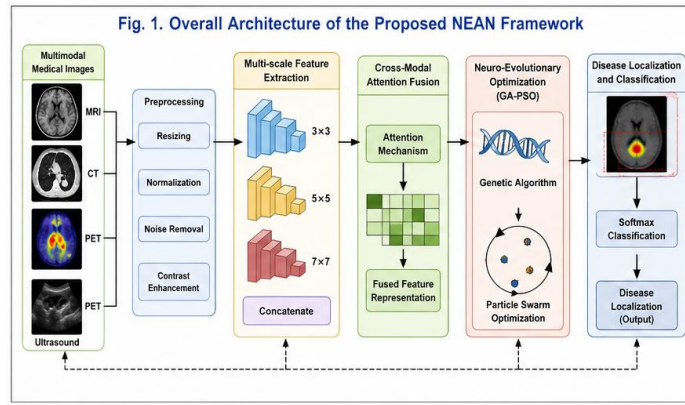 Fig. 1. Overall Architecture of the Proposed NEAN Framework
Multimodal
Medical Images
MRI
CT
PET
PET
Ultrasound
Preprocessing
Resizing
Normalization
Noise Removal
Contrast
Enhancement
Multi-scale Feature
Extraction
3×3
5×5
7×7
Concatenate
Cross-Modal
Attention Fusion
Attention
Mechanism
Fused Feature
Representation
Neuro-Evolutionary
Optimization
(GA-PSO)
Genetic Algorithm
Particle Swarm
Optimization
Disease Localization
and Classification
Softmax
Classification
Disease
Localization
(Output)